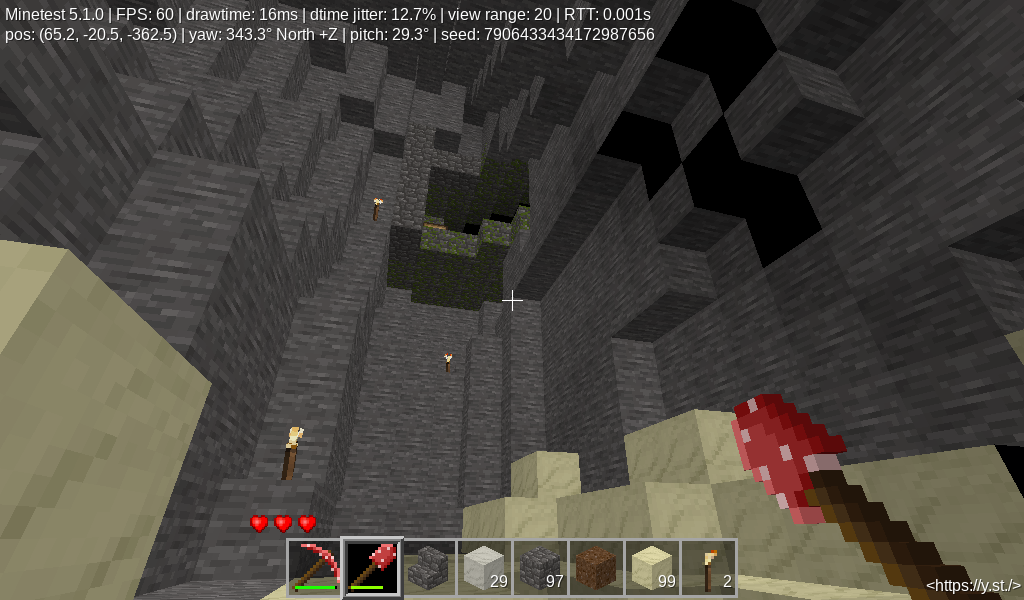 Minetest 5.1.0 | FPS: 60 | drawtime: 16ms | dtime jitter: 12.7% | view range: 20 | RTT: 0.001s
pos: (65.2, -20.5, -362.5) | yaw: 343.3° North +Z | pitch: 29.3° | seed: 7906433434172987656
29 97 99 2
<https://y.st./>